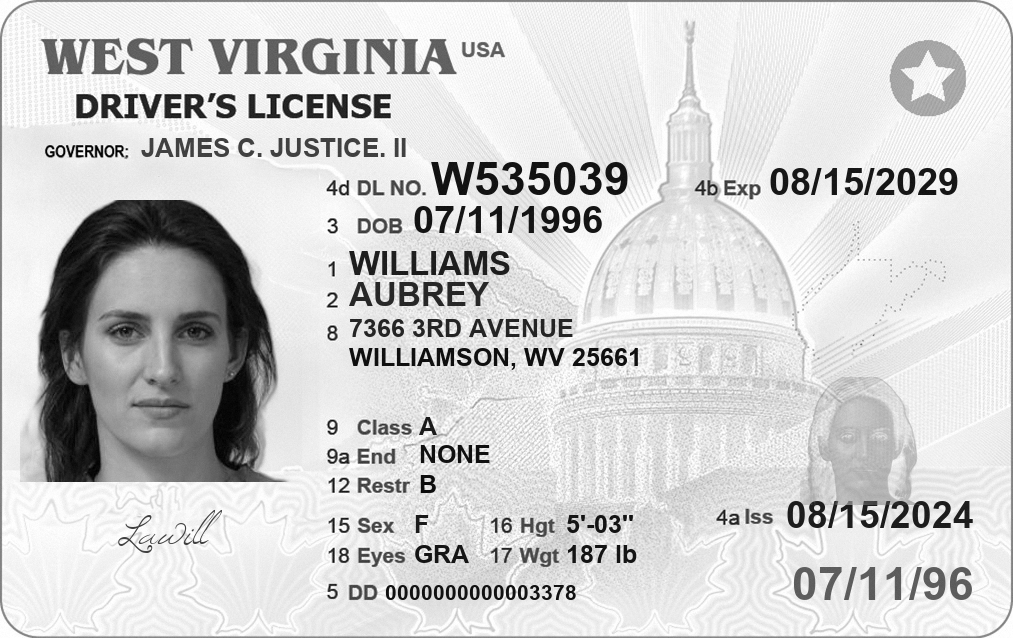 WEST VIRGINIA USA
DRIVER'S LICENSE
GOVERNOR: JAMES C. JUSTICE. II
4d DL NO. W535039 4b Exp 08/15/2029
3 DOB 07/11/1996
1 WILLIAMS
2 AUBREY
8 7366 3RD AVENUE
WILLIAMSON, WV 25661
9 Class A
9a End NONE
12 Restr B
15 Sex F 16 Hgt 5'-03"
18 Eyes GRA 17 Wgt 187 lb
5 DD 0000000000003378
4a Iss 08/15/2024
07/11/96
Lawill